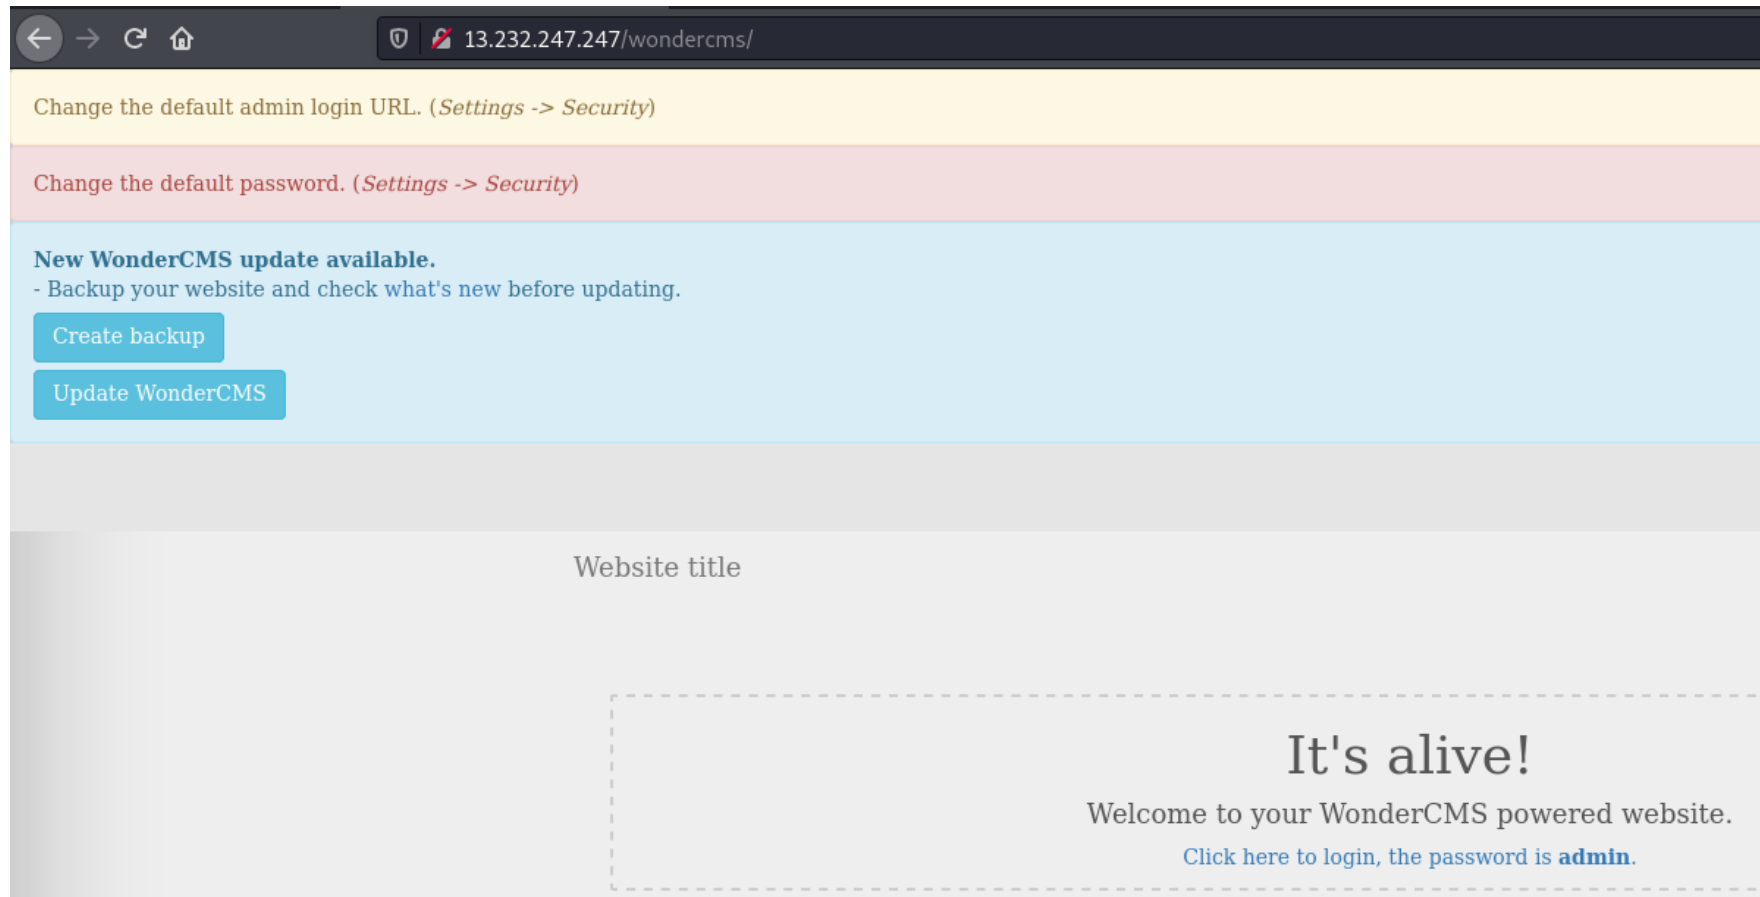 13.232.247.247/wondercms/
Change the default admin login URL. (Settings -> Security)
Change the default password. (Settings -> Security)
New WonderCMS update available.
- Backup your website and check what's new before updating.
Create backup
Update WonderCMS
Website title
It's alive!
Welcome to your WonderCMS powered website.
Click here to login, the password is admin.